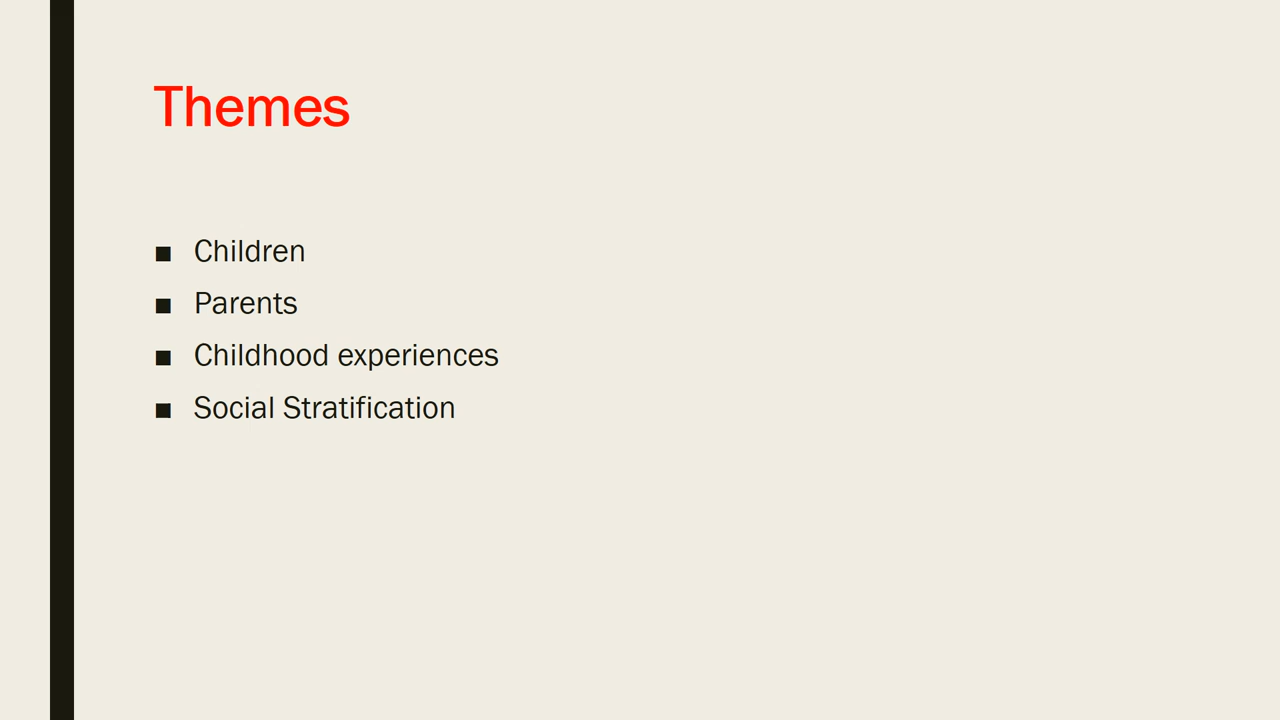 Themes
■ Children
■ Parents
■ Childhood experiences
■ Social Stratification